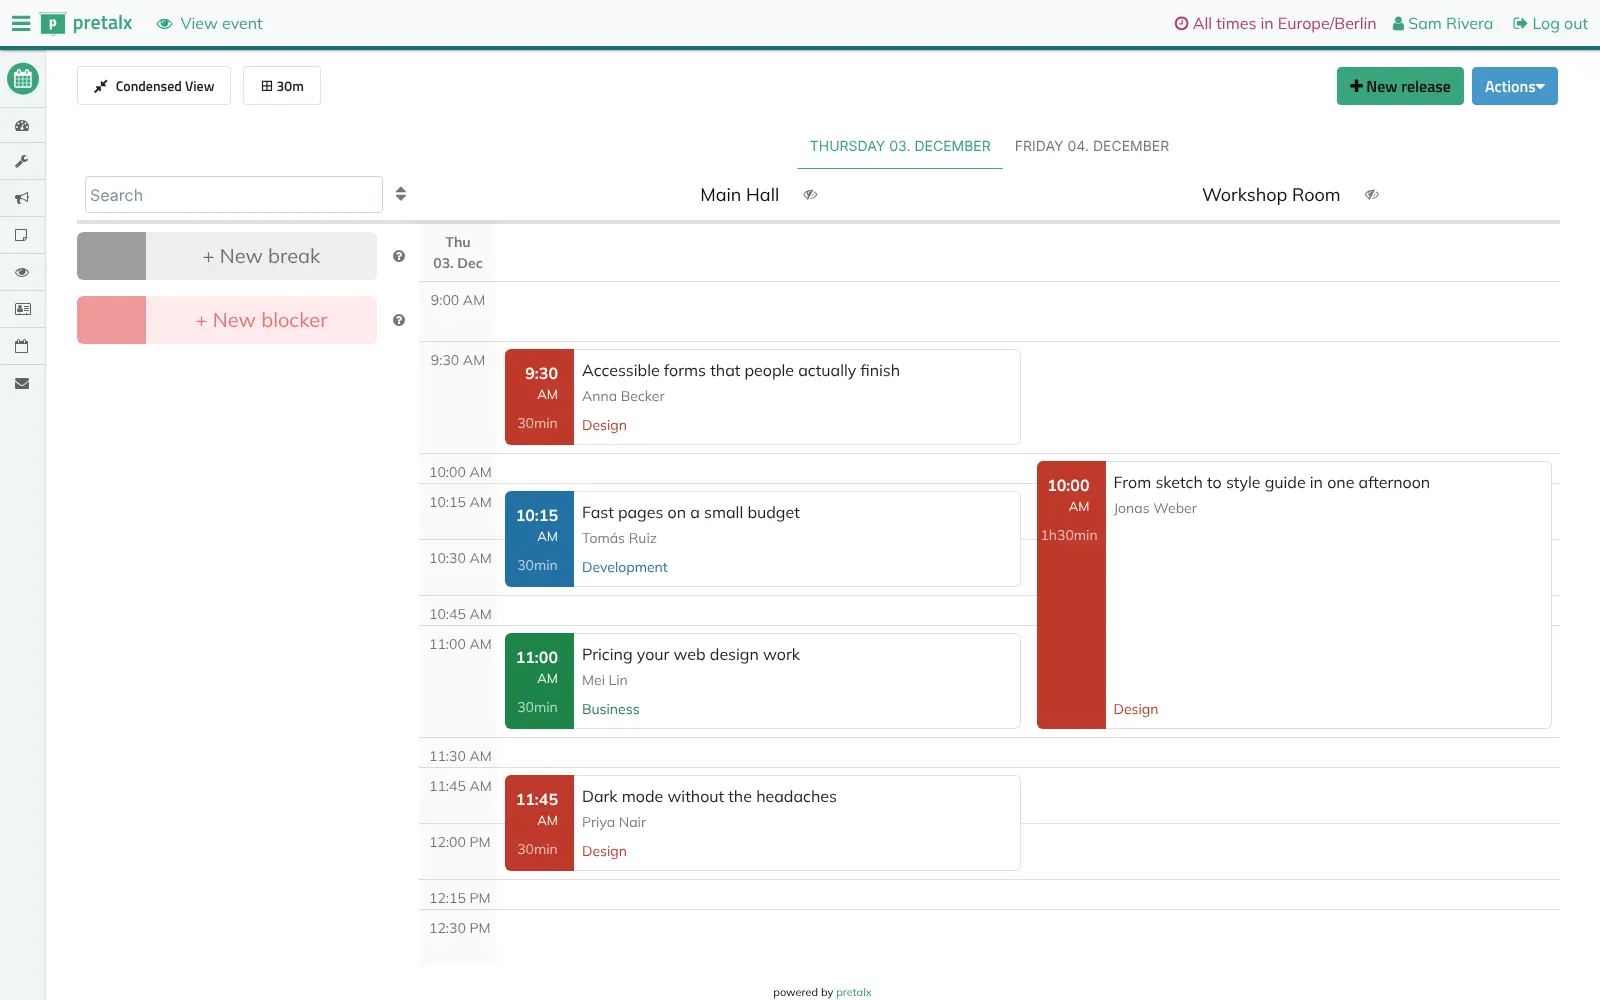 pretalx
View event
All times in Europe/Berlin
Sam Rivera
Log out
Condensed View
30m
+ New release
Actions
THURSDAY 03. DECEMBER
FRIDAY 04. DECEMBER
Search
Main Hall
Workshop Room
+ New break
+ New blocker
Thu
03. Dec
9:00 AM
9:30 AM
9:30
AM
30min
Accessible forms that people actually finish
Anna Becker
Design
10:00 AM
10:00
AM
1h30min
From sketch to style guide in one afternoon
Jonas Weber
Design
10:15 AM
10:15
AM
30min
Fast pages on a small budget
Tomás Ruiz
Development
10:30 AM
10:45 AM
11:00 AM
11:00
AM
30min
Pricing your web design work
Mei Lin
Business
11:30 AM
11:45 AM
11:45
AM
30min
Dark mode without the headaches
Priya Nair
Design
12:00 PM
12:15 PM
12:30 PM
powered by pretalx